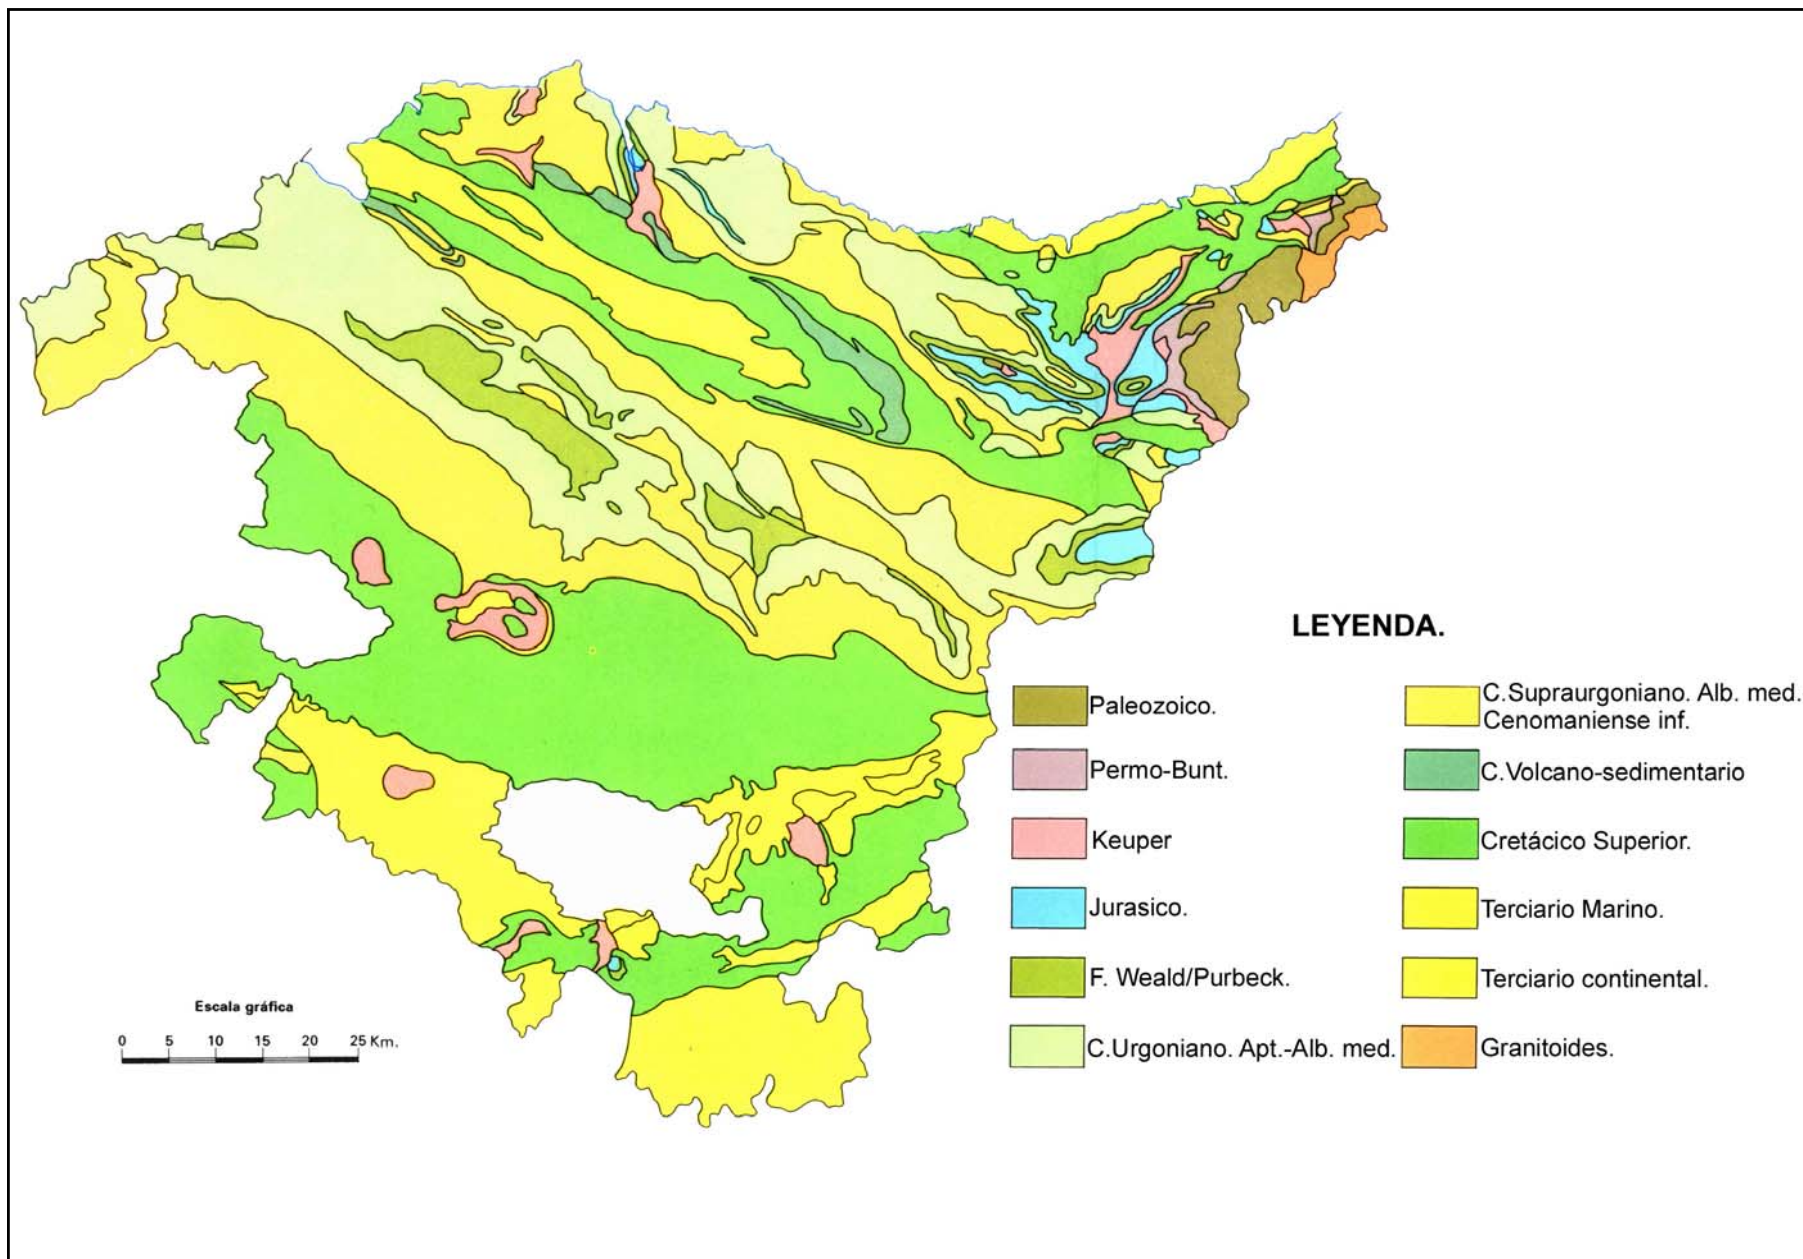 LEYENDA.
Paleozoico.
Permo-Bunt.
Keuper
Jurasico.
F. Weald/Purbeck.
C.Urgoniano. Apt.-Alb. med.
C.Supraurgoniano. Alb. med.
Cenomaniense inf.
C.Volcano-sedimentario
Cretácico Superior.
Terciario Marino.
Terciario continental.
Granitoides.
Escala gráfica
0 5 10 15 20 25 Km.